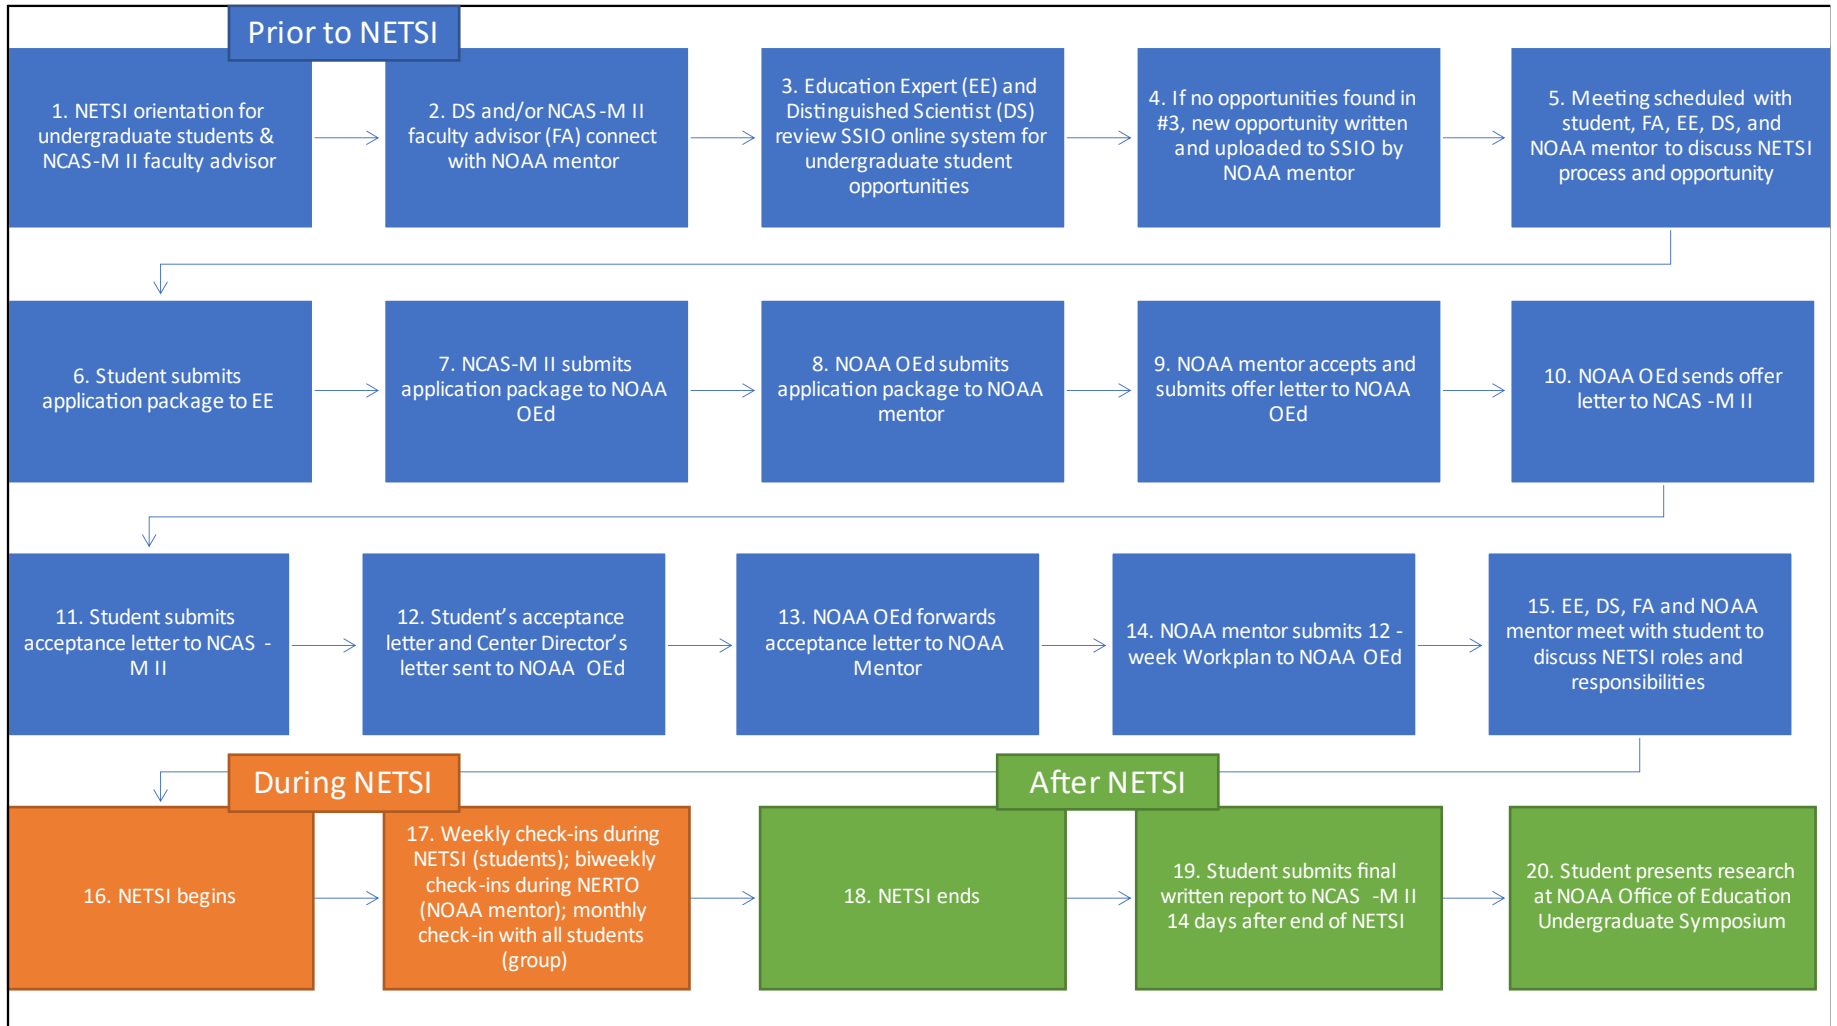 Prior to NETSI
1. NETSI orientation for
undergraduate students &
NCAS-M II faculty advisor
2. DS and/or NCAS-M II
faculty advisor (FA) connect
with NOAA mentor
3. Education Expert (EE) and
Distinguished Scientist (DS)
review SSIO online system for
undergraduate student
opportunities
4. If no opportunities found in
#3, new opportunity written
and uploaded to SSIO by
NOAA mentor
5. Meeting scheduled with
student, FA, EE, DS, and
NOAA mentor to discuss NETSI
process and opportunity
6. Student submits
application package to EE
7. NCAS-M II submits
application package to NOAA
OEd
8. NOAA OEd submits
application package to NOAA
mentor
9. NOAA mentor accepts and
submits offer letter to NOAA
OEd
10. NOAA OEd sends offer
letter to NCAS -M II
11. Student submits
acceptance letter to NCAS -
M II
12. Student’s acceptance
letter and Center Director’s
letter sent to NOAA OEd
13. NOAA OEd forwards
acceptance letter to NOAA
Mentor
14. NOAA mentor submits 12 -
week Workplan to NOAA OEd
15. EE, DS, FA and NOAA
mentor meet with student to
discuss NETSI roles and
responsibilities
During NETSI
16. NETSI begins
17. Weekly check-ins during
NETSI (students); biweekly
check-ins during NERTO
(NOAA mentor); monthly
check-in with all students
(group)
After NETSI
18. NETSI ends
19. Student submits final
written report to NCAS -M II
14 days after end of NETSI
20. Student presents research
at NOAA Office of Education
Undergraduate Symposium